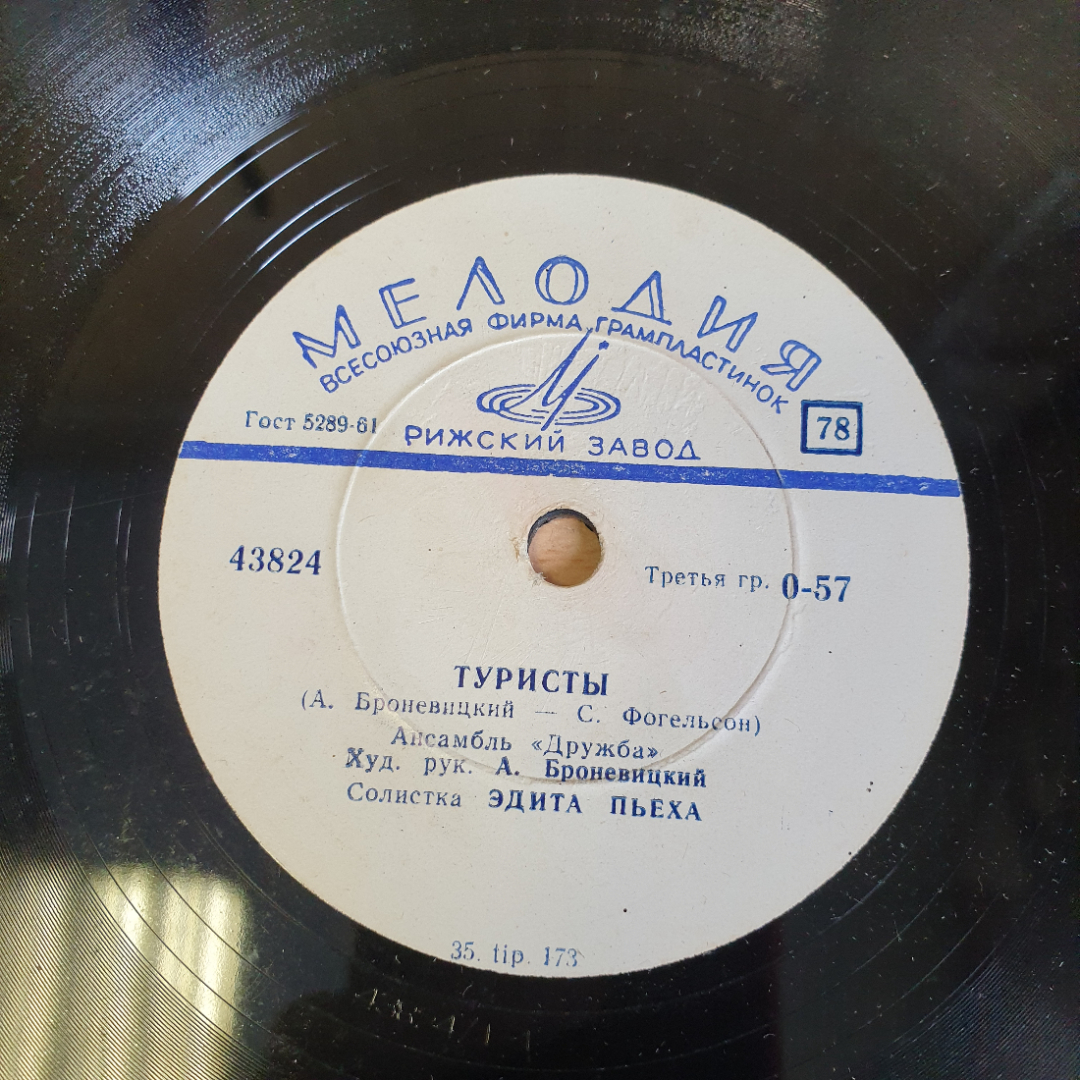 МЕЛОДИЯ
ВСЕСОЮЗНАЯ ФИРМА ГРАМПЛАСТИНОК
Гост 5289-61
РИЖСКИЙ ЗАВОД
78
43824
Третья гр. 0-57
ТУРИСТЫ
(А. Броневицкий — С. Фогельсон)
Ансамбль «Дружба»
Худ. рук. А. Броневицкий
Солистка ЭДИТА ПЬЕХА
35. tip. 173